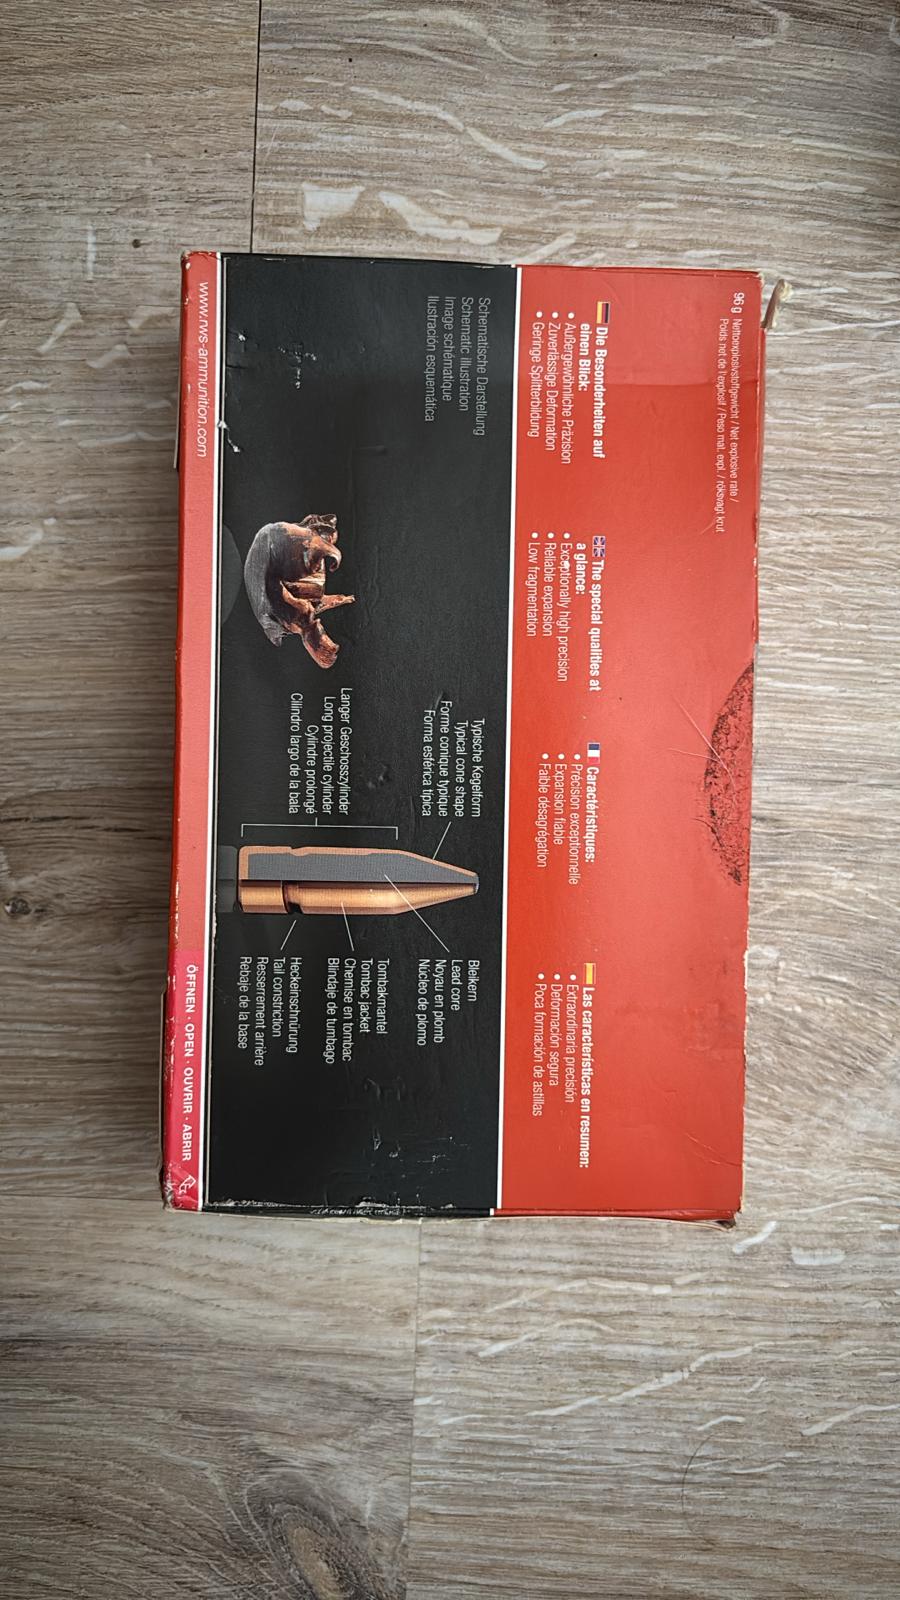 96 g Nettoexplosivstoffgewicht / Net explosive rate /
Poids net de l'explosif / Peso mat. expl. / röksvagt krut
Die Besonderheiten auf
einen Blick:
• Außergewöhnliche Präzision
• Zuverlässige Deformation
• Geringe Splitterbildung
The special qualities at
a glance:
• Exceptionally high precision
• Reliable expansion
• Low fragmentation
Caractéristiques:
• Précision exceptionnelle
• Expansion fiable
• Faible désagrégation
Las características en resumen:
• Extraordinaria precisión
• Deformación segura
• Poca formación de astillas
Schematische Darstellung
Schematic illustration
Image schématique
Ilustración esquemática
Typische Kegelform
Typical cone shape
Forme conique typique
Forma esférica típica
Langer Geschosszylinder
Long projectile cylinder
Cylindre prolongé
Cilindro largo de la bala
Bleikern
Lead core
Noyau en plomb
Núcleo de plomo
Tombakmantel
Tombac jacket
Chemise en tombac
Blindaje de tumbago
Heckeinschnürung
Tail constriction
Resserrement arrière
Rebaje de la base
www.rws-ammunition.com
ÖFFNEN · OPEN · OUVRIR · ABRIR